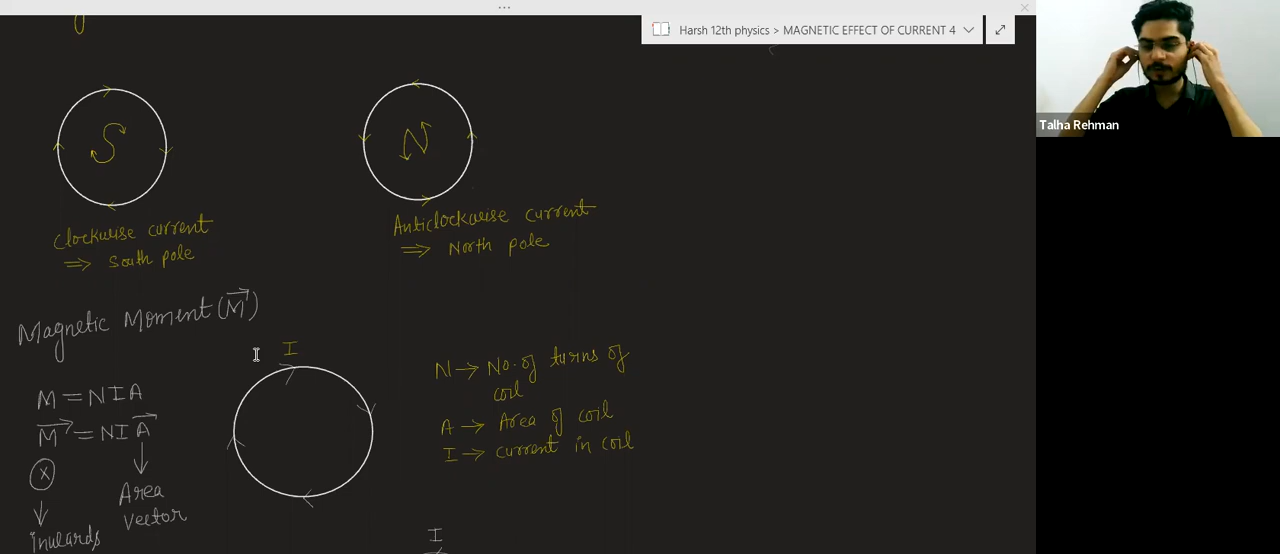 Harsh 12th physics > MAGNETIC EFFECT OF CURRENT 4
Talha Rehman
S
N
Clockwise current
⇒ South pole
Anticlockwise current
⇒ North pole
Magnetic Moment (M⃗)
I
M = NIA
M⃗ = NI A⃗
Area
Vector
inwards
N → No. of turns of
coil
A → Area of coil
I → current in coil
I